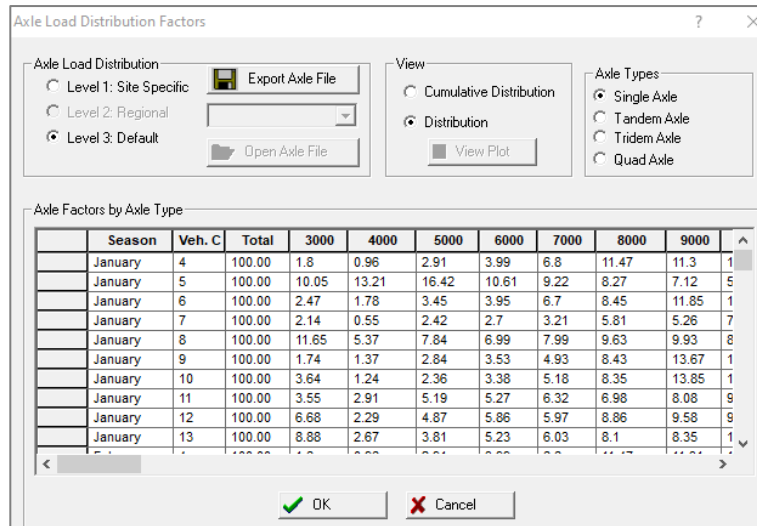 Axle Load Distribution Factors
Axle Load Distribution
Level 1: Site Specific
Export Axle File
Level 2: Regional
Level 3: Default
Open Axle File
View
Cumulative Distribution
Distribution
View Plot
Axle Types
Single Axle
Tandem Axle
Tridem Axle
Quad Axle
Axle Factors by Axle Type
Season Veh. C Total 3000 4000 5000 6000 7000 8000 9000
January 4 100.00 1.8 0.96 2.91 3.99 6.8 11.47 11.3 1
January 5 100.00 10.05 13.21 16.42 10.61 9.22 8.27 7.12 5
January 6 100.00 2.47 1.78 3.45 3.95 6.7 8.45 11.85 1
January 7 100.00 2.14 0.55 2.42 2.7 3.21 5.81 5.26 7
January 8 100.00 11.65 5.37 7.84 6.99 7.99 9.63 9.93 8
January 9 100.00 1.74 1.37 2.84 3.53 4.93 8.43 13.67 1
January 10 100.00 3.64 1.24 2.36 3.38 5.18 8.35 13.85 1
January 11 100.00 3.55 2.91 5.19 5.27 6.32 6.98 8.08 9
January 12 100.00 6.68 2.29 4.87 5.86 5.97 8.86 9.58 9
January 13 100.00 8.88 2.67 3.81 5.23 6.03 8.1 8.35 1
OK
Cancel